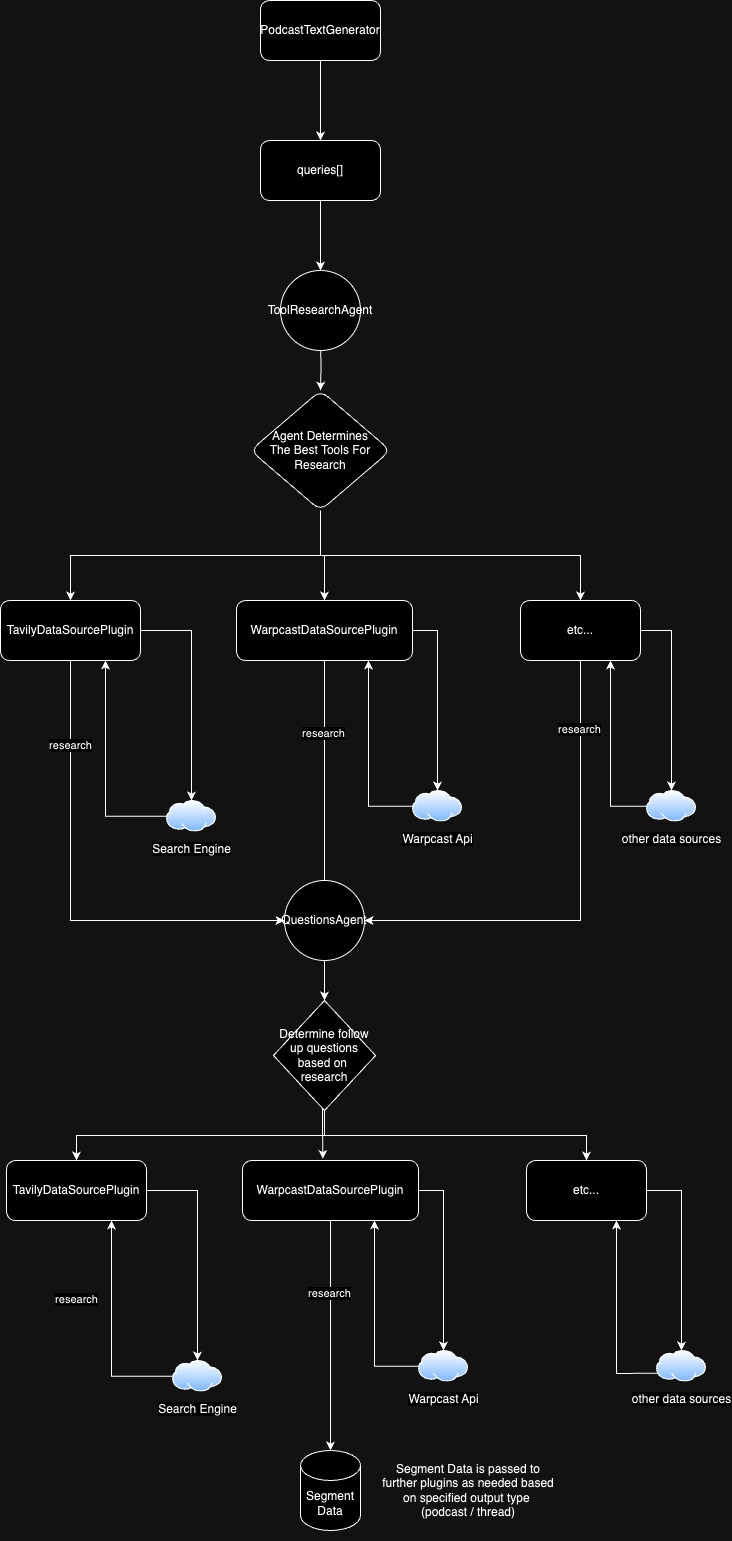 PodcastTextGenerator
queries[]
ToolResearchAgent
Agent Determines
The Best Tools For
Research
TavilyDataSourcePlugin
WarpcastDataSourcePlugin
etc...
research
research
research
Search Engine
Warpcast Api
other data sources
QuestionsAgent
Determine follow
up questions
based on
research
TavilyDataSourcePlugin
WarpcastDataSourcePlugin
etc...
research
research
Search Engine
Warpcast Api
other data sources
Segment
Data
Segment Data is passed to
further plugins as needed based
on specified output type
(podcast / thread)